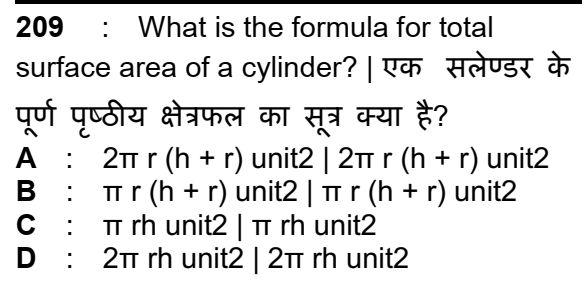 209 : What is the formula for total
surface area of a cylinder? | एक सलेण्डर के
पूर्ण पृष्ठीय क्षेत्रफल का सूत्र क्या है?
A : 2π r (h + r) unit2 | 2π r (h + r) unit2
B : π r (h + r) unit2 | π r (h + r) unit2
C : π rh unit2 | π rh unit2
D : 2π rh unit2 | 2π rh unit2